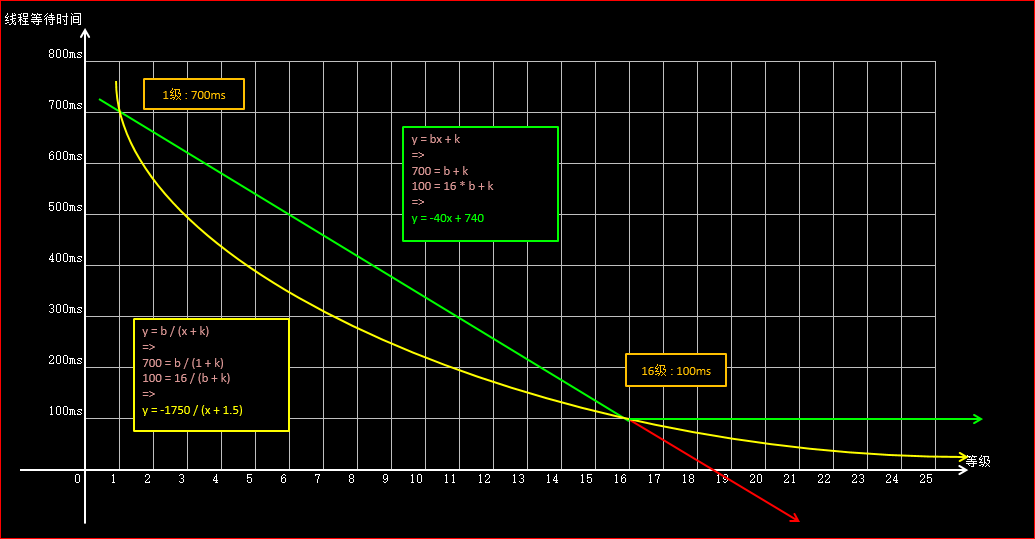 线程等待时间
800ms
700ms
600ms
500ms
400ms
300ms
200ms
100ms
1级 : 700ms
y = bx + k
=>
700 = b + k
100 = 16 * b + k
=>
y = -40x + 740
y = b / (x + k)
=>
700 = b / (1 + k)
100 = 16 / (b + k)
=>
y = -1750 / (x + 1.5)
16级 : 100ms
等级
0 1 2 3 4 5 6 7 8 9 10 11 12 13 14 15 16 17 18 19 20 21 22 23 24 25